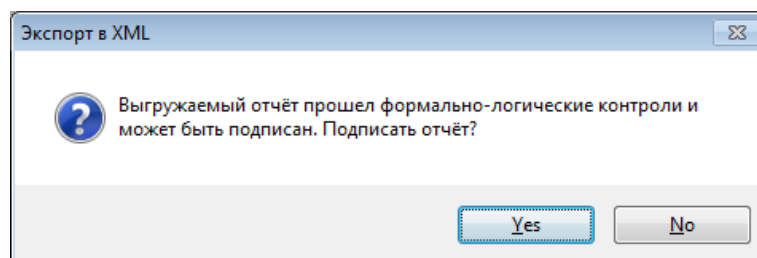 Экспорт в XML
Выгружаемый отчёт прошел формально-логические контроли и
может быть подписан. Подписать отчёт?
Yes
No